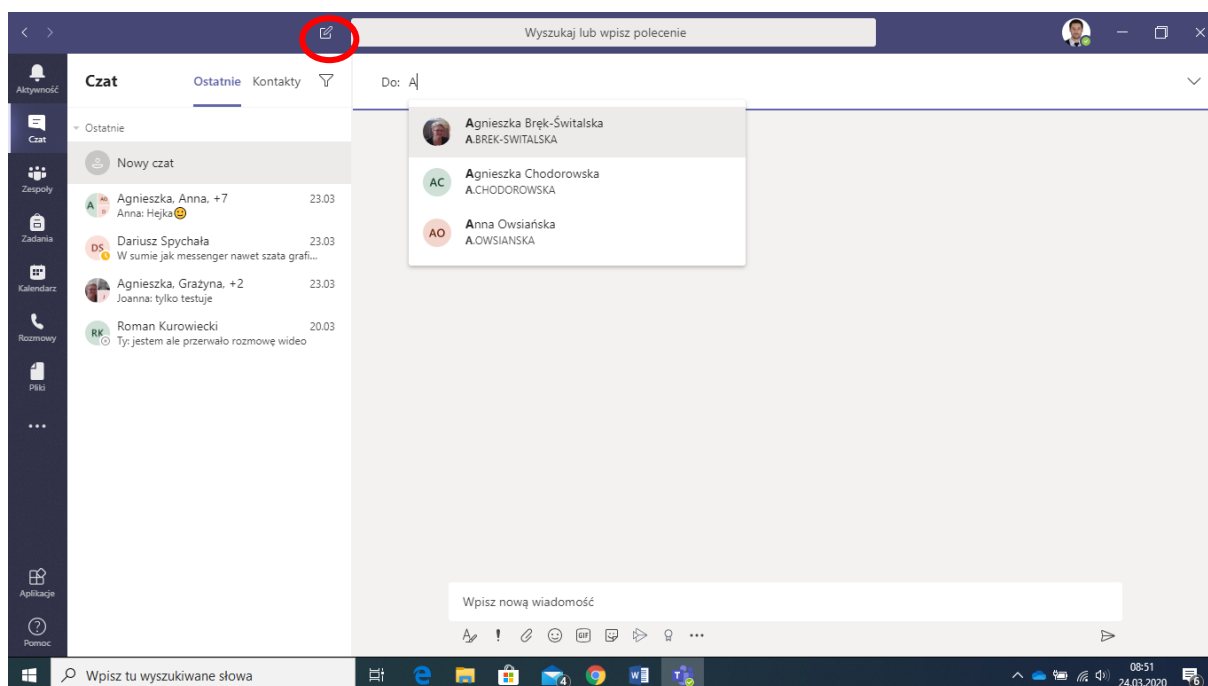 Wyszukaj lub wpisz polecenie
Aktywność
Czat
Zespoły
Zadania
Kalendarz
Rozmowy
Pliki
Aplikacje
Pomoc
Czat Ostatnie Kontakty
Ostatnie
Nowy czat
A AO D Agnieszka, Anna, +7 23.03
Anna: Hejka😐
DS Dariusz Spychała 23.03
W sumie jak messenger nawet szata grafi...
J Agnieszka, Grażyna, +2 23.03
Joanna: tylko testuje
RK Roman Kurowiecki 20.03
Ty: jestem ale przerwało rozmowę wideo
Do: A
Agnieszka Bręk-Świtalska
A.BREK-SWITALSKA
AC Agnieszka Chodorowska
A.CHODOROWSKA
AO Anna Owsiańska
A.OWSIANSKA
Wpisz nową wiadomość
GIF
Wpisz tu wyszukiwane słowa
4
08:51
24.03.2020
6